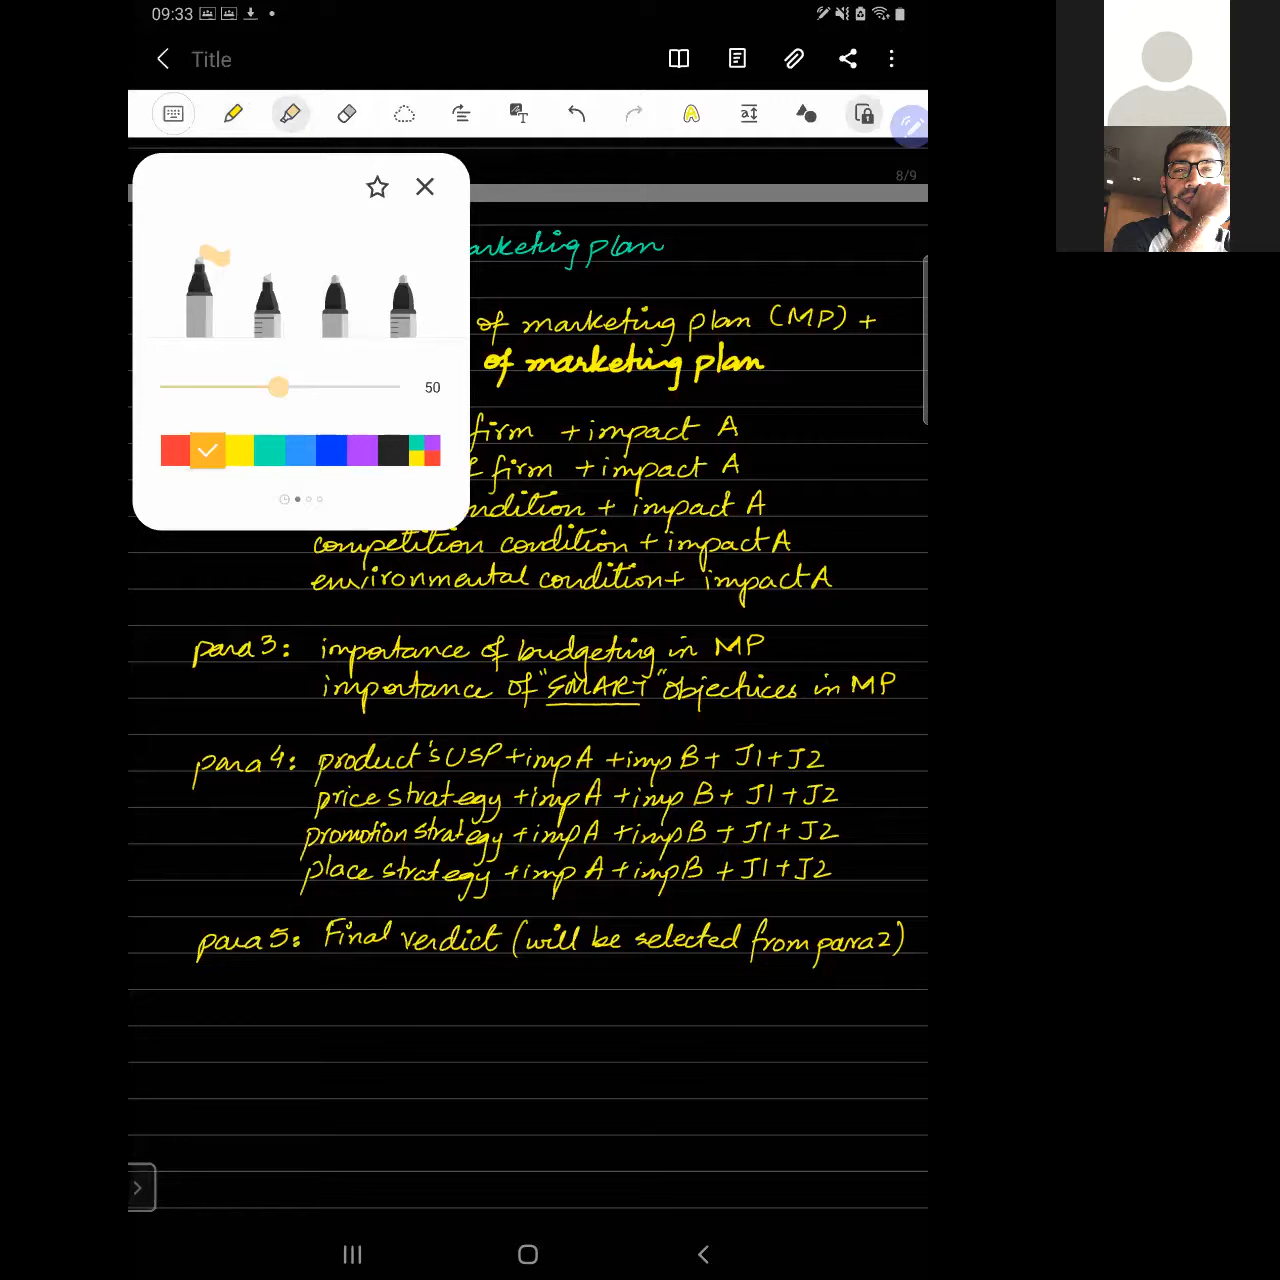 09:33
Title
8/9
arketing plan
of marketing plan (MP) +
of marketing plan
50
firm + impact A
firm + impact A
ndition + impact A
competition condition + impact A
environmental condition + impact A
para 3: importance of budgeting in MP
importance of "SMART" objectives in MP
para 4: product's USP + imp A + imp B + J1 + J2
price strategy + imp A + imp B + J1 + J2
promotion strategy + imp A + imp B + J1 + J2
place strategy + imp A + imp B + J1 + J2
para 5: Final verdict (will be selected from para 2)